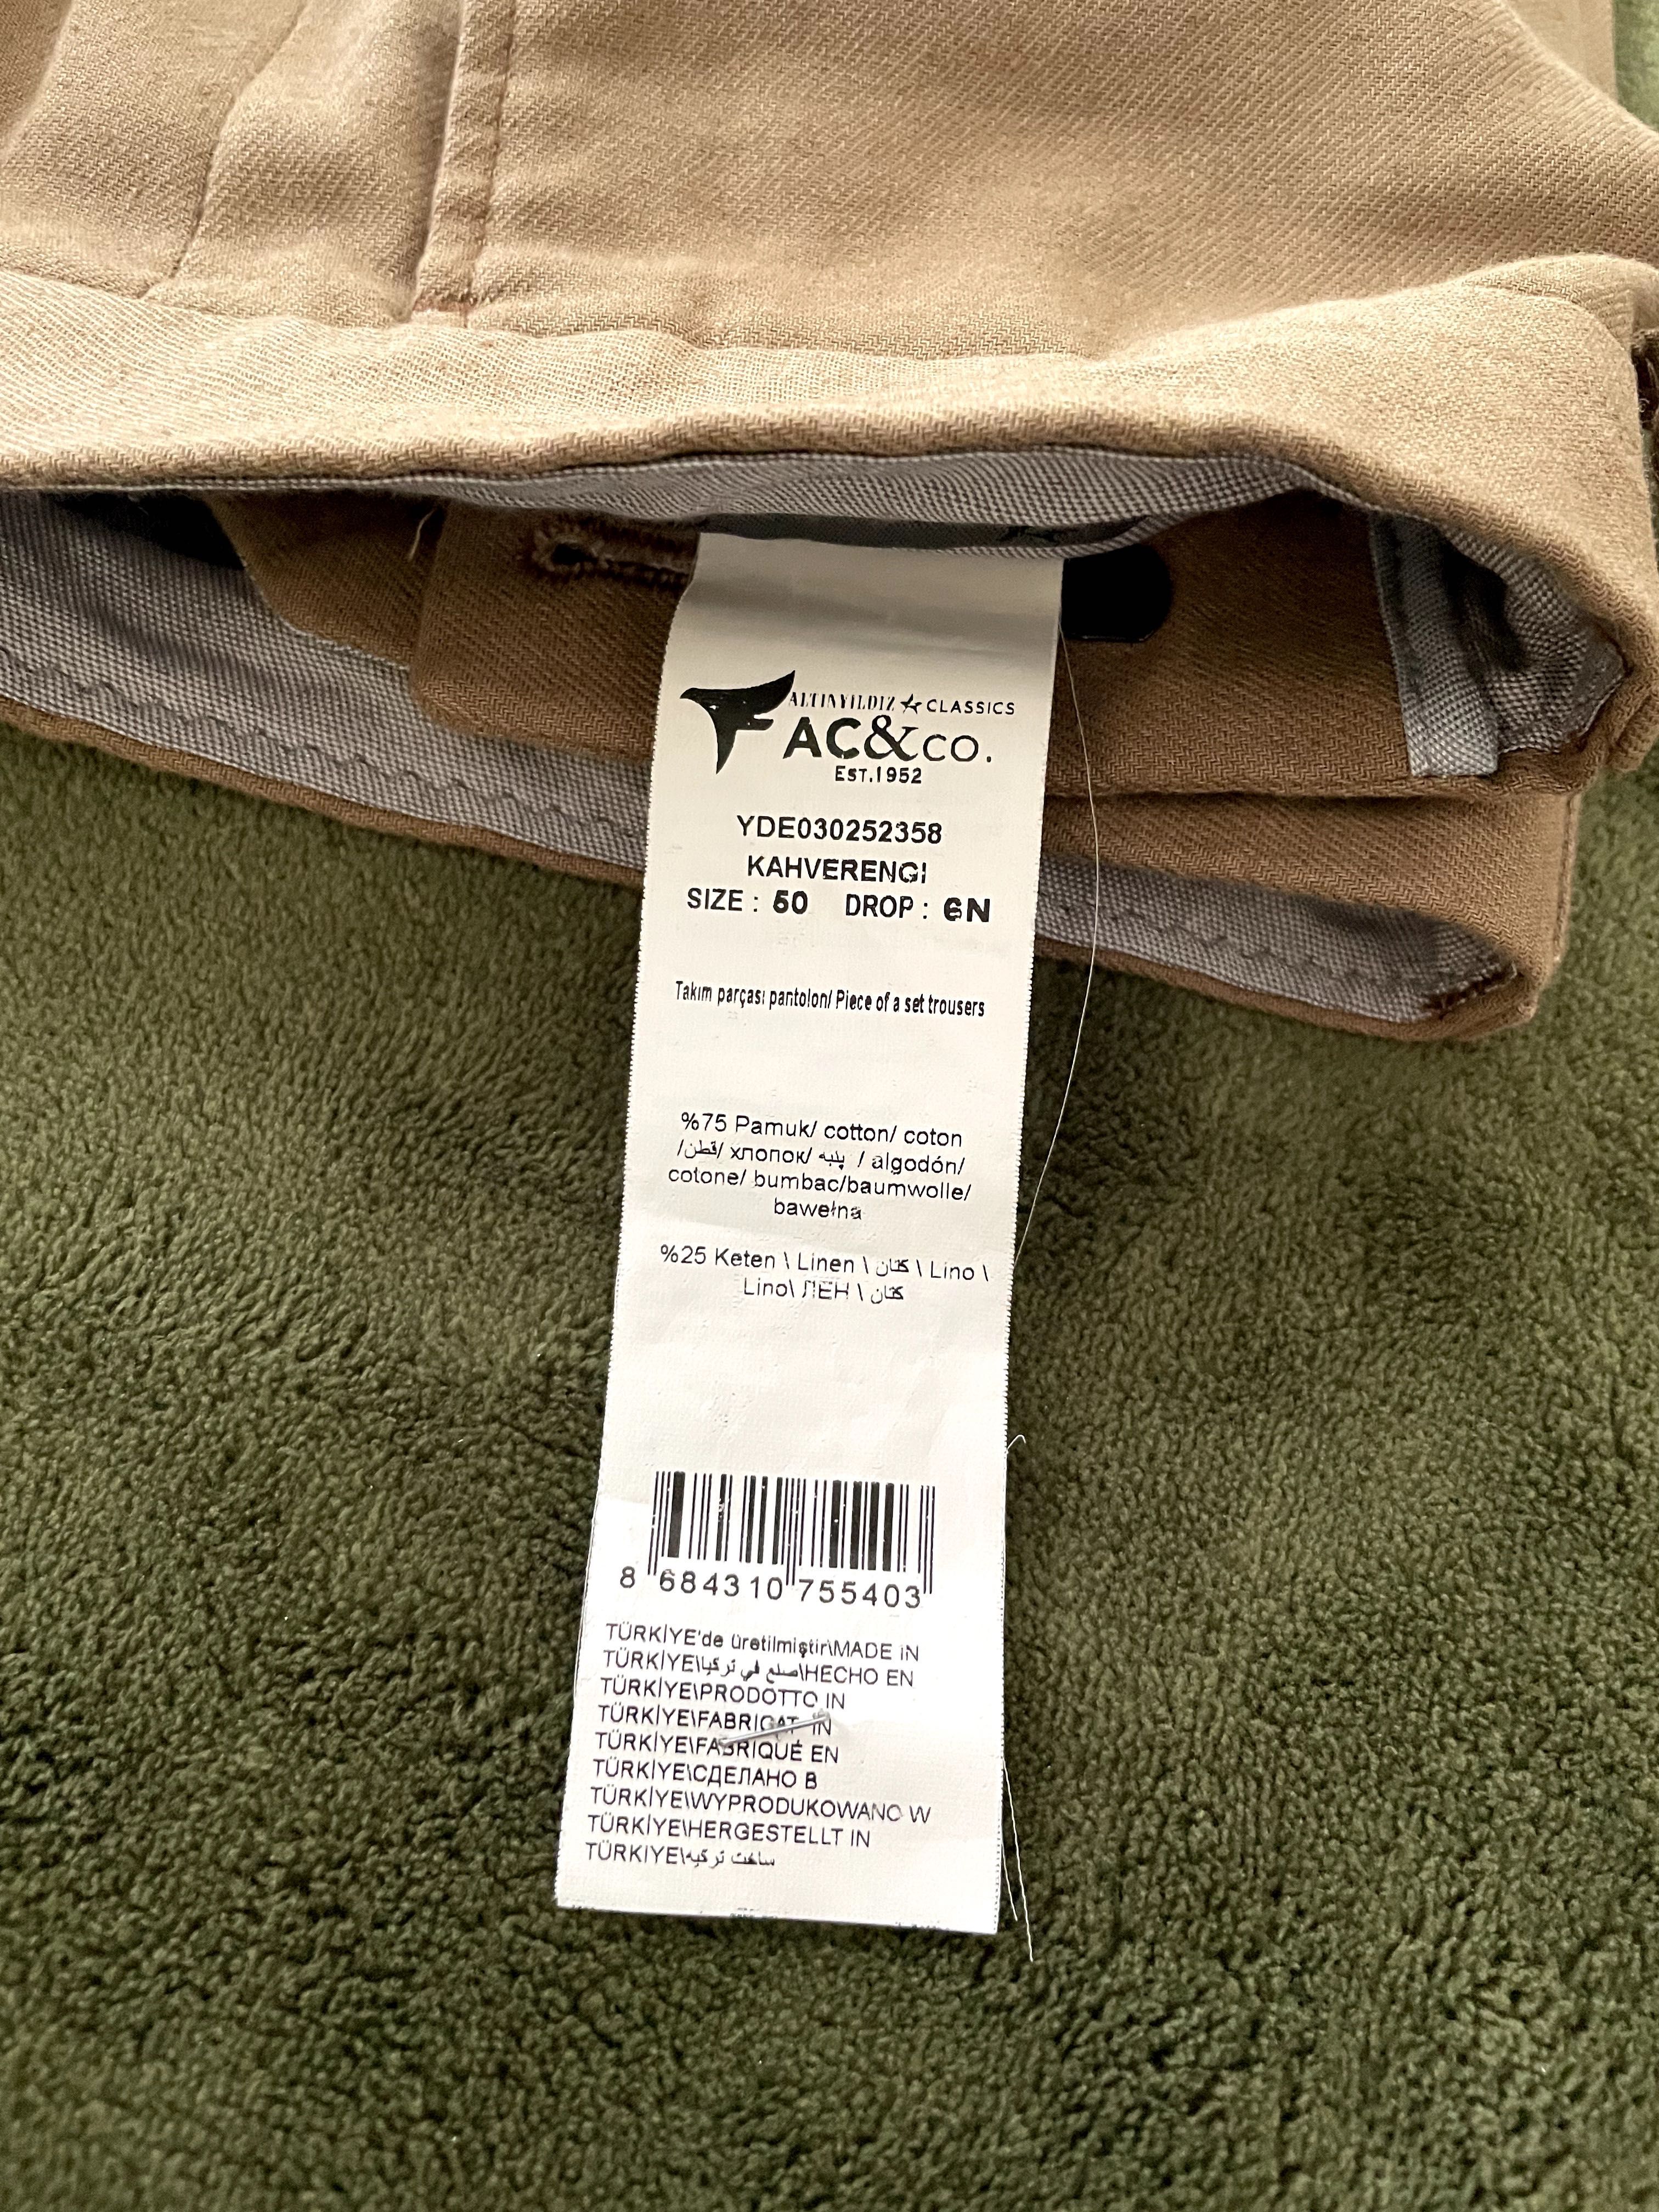 ALTINYILDIZ CLASSICS
AC&CO.
EST.1952
YDE030252358
KAHVERENGI
SIZE : 50 DROP : 6N
Takım parçası pantolon/ Piece of a set trousers
%75 Pamuk/ cotton/ coton
/قطن/ хлопок/ پنبه / algodón/
cotone/ bumbac/baumwolle/
bawełna
%25 Keten \ Linen \ كتان \ Lino \
Lino\ ЛЕН \ کتان
8 684310 755403
TÜRKİYE'de üretilmiştir\MADE IN
TÜRKİYE\صنع في تركيا\HECHO EN
TÜRKİYE\PRODOTTO IN
TÜRKİYE\FABRICAT IN
TÜRKİYE\FABRIQUÉ EN
TÜRKİYE\СДЕЛАНО В
TÜRKİYE\WYPRODUKOWANO W
TÜRKİYE\HERGESTELLT IN
TÜRKİYE\ساخت ترکیه